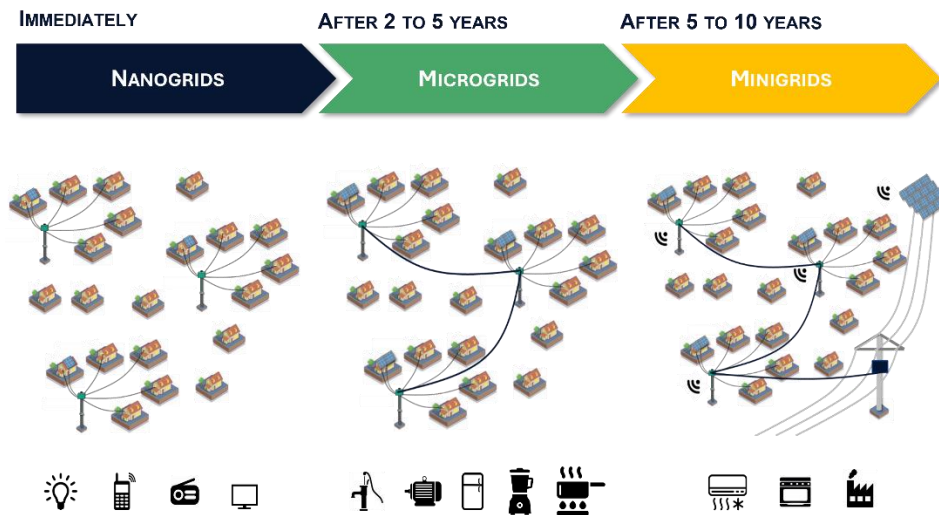 IMMEDIATELY
AFTER 2 TO 5 YEARS
AFTER 5 TO 10 YEARS
NANOGRIDS
MICROGRIDS
MINIGRIDS